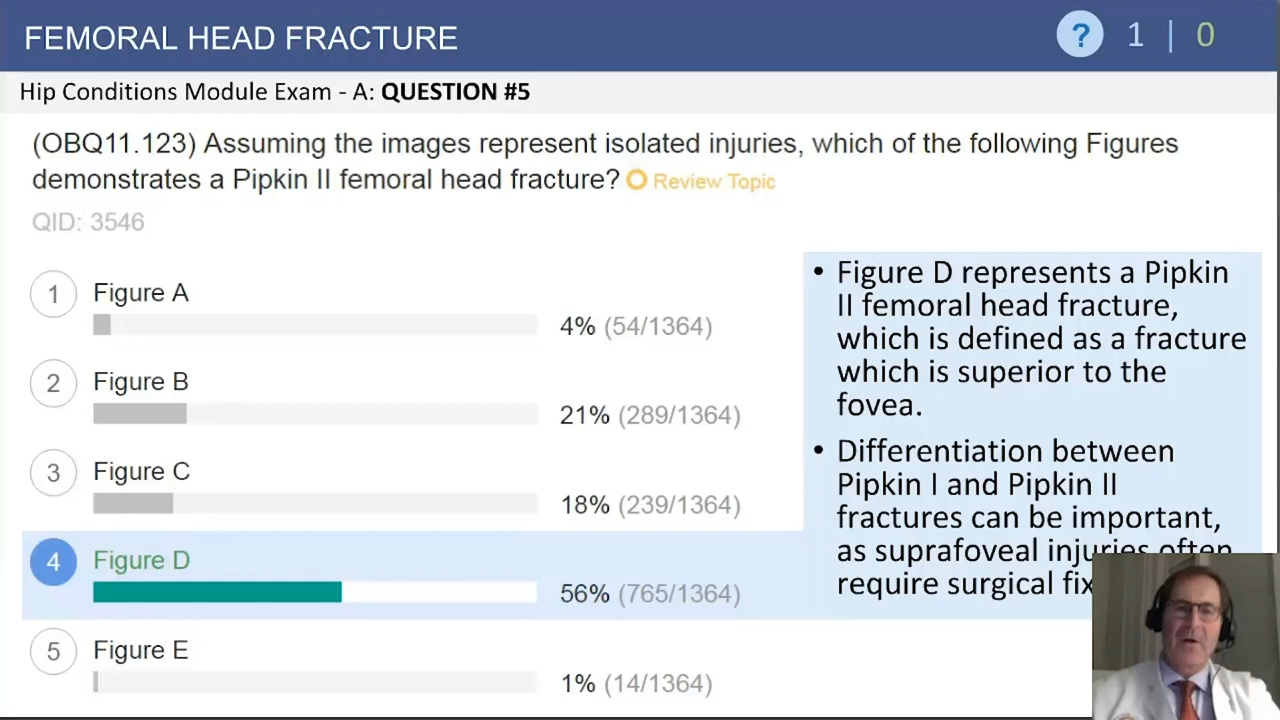 FEMORAL HEAD FRACTURE
? 1 | 0
Hip Conditions Module Exam - A: QUESTION #5
(OBQ11.123) Assuming the images represent isolated injuries, which of the following Figures
demonstrates a Pipkin II femoral head fracture? Review Topic
QID: 3546
1 Figure A
4% (54/1364)
2 Figure B
21% (289/1364)
3 Figure C
18% (239/1364)
4 Figure D
56% (765/1364)
5 Figure E
1% (14/1364)
• Figure D represents a Pipkin
II femoral head fracture,
which is defined as a fracture
which is superior to the
fovea.
• Differentiation between
Pipkin I and Pipkin II
fractures can be important,
as suprafoveal injuries often
require surgical fix